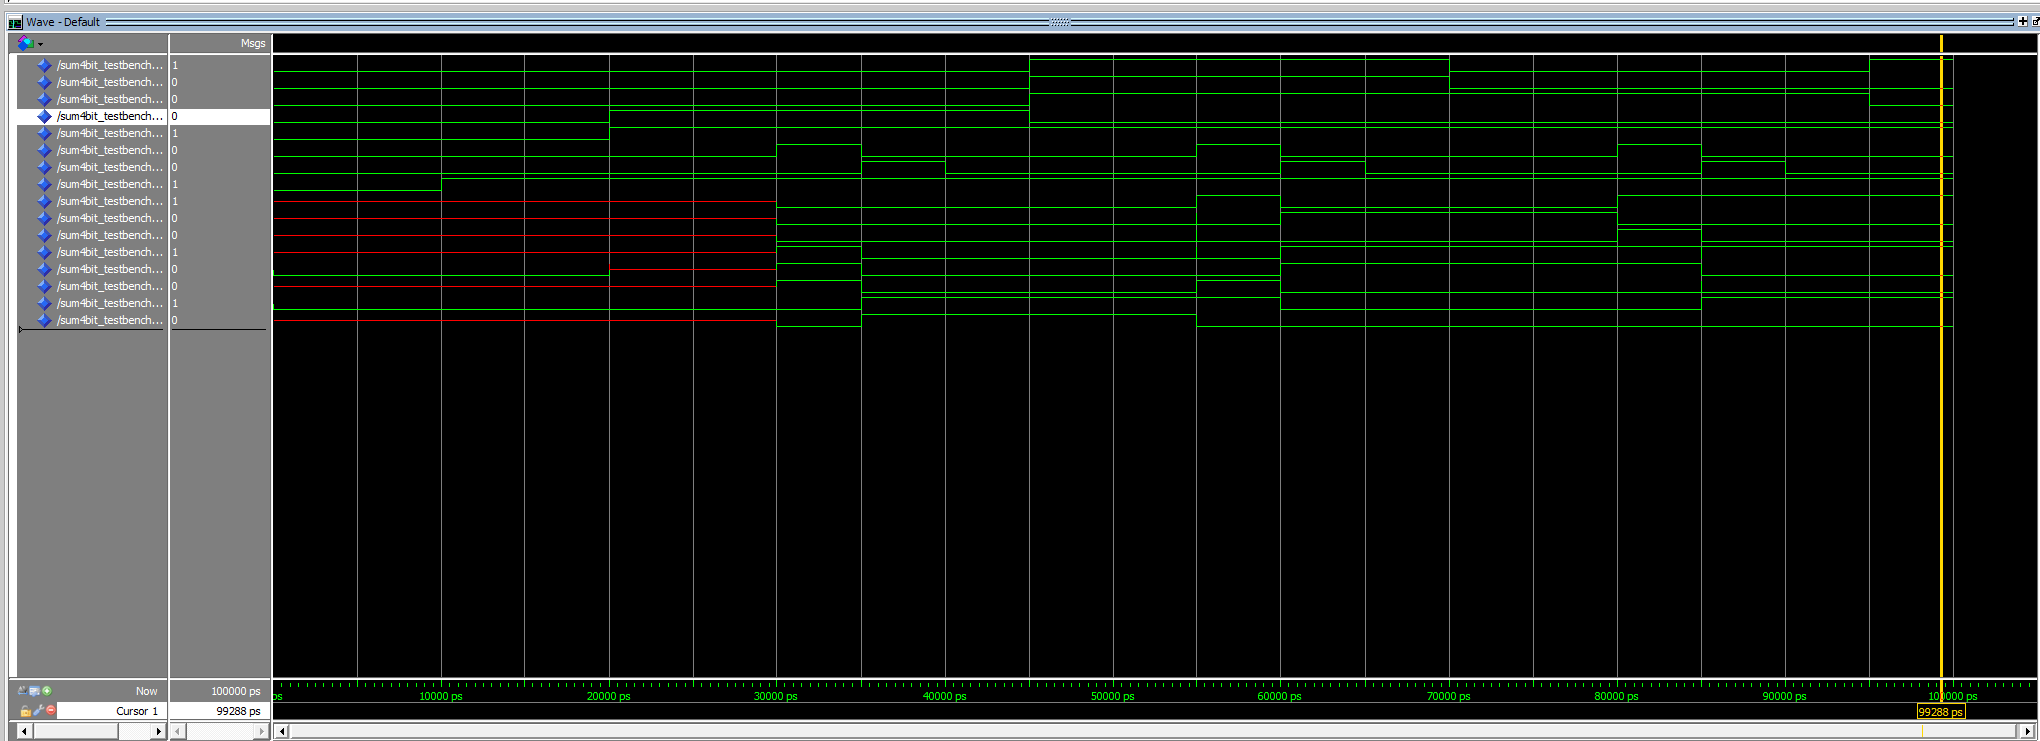 Wave - Default
Msgs
/sum4bit_testbench... 1
/sum4bit_testbench... 0
/sum4bit_testbench... 0
/sum4bit_testbench... 0
/sum4bit_testbench... 1
/sum4bit_testbench... 0
/sum4bit_testbench... 0
/sum4bit_testbench... 1
/sum4bit_testbench... 1
/sum4bit_testbench... 0
/sum4bit_testbench... 0
/sum4bit_testbench... 1
/sum4bit_testbench... 0
/sum4bit_testbench... 0
/sum4bit_testbench... 1
/sum4bit_testbench... 0
Now 100000 ps ps 10000 ps 20000 ps 30000 ps 40000 ps 50000 ps 60000 ps 70000 ps 80000 ps 90000 ps 100000 ps
Cursor 1 99288 ps 99288 ps